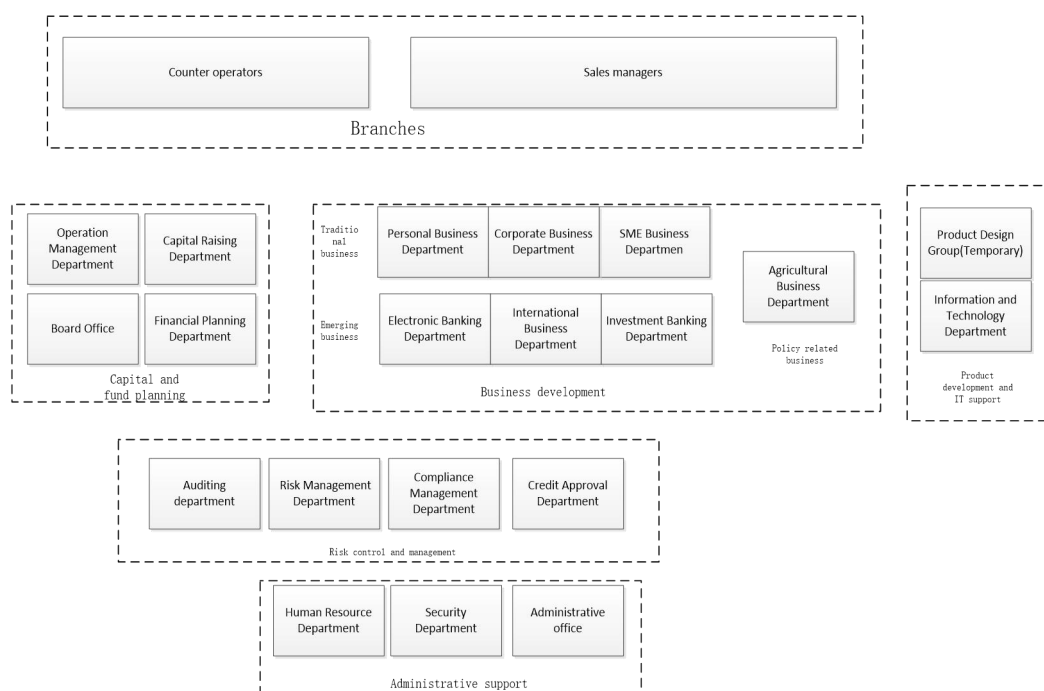 Counter operators
Sales managers
Branches
Operation
Management
Department
Capital Raising
Department
Board Office
Financial Planning
Department
Capital and
fund planning
Traditio
nal
business
Personal Business
Department
Corporate Business
Department
SME Business
Departmen
Emerging
business
Electronic Banking
Department
International
Business
Department
Investment Banking
Department
Agricultural
Business
Department
Policy related
business
Business development
Product Design
Group(Temporary)
Information and
Technology
Department
Product
development and
IT support
Auditing
department
Risk Management
Department
Compliance
Management
Department
Credit Approval
Department
Risk control and management
Human Resource
Department
Security
Department
Administrative
office
Administrative support